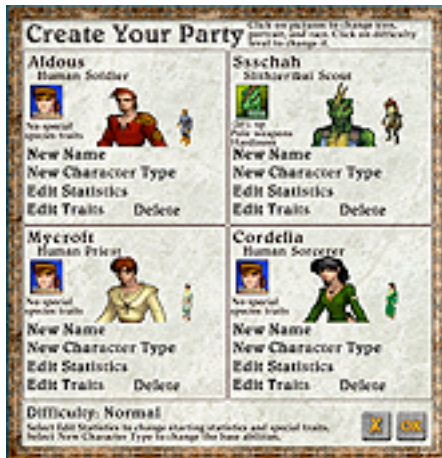 Create Your Party
Click on pictures to change icon,
portrait, and race. Click on difficulty
level to change it.
Aldous
Human Soldier
No special
species traits
New Name
New Character Type
Edit Statistics
Edit Traits Delete
Ssschah
Slitherikai Scout
Pole weapons
Hardiness
New Name
New Character Type
Edit Statistics
Edit Traits Delete
Mycroft
Human Priest
No special
species traits
New Name
New Character Type
Edit Statistics
Edit Traits Delete
Cordelia
Human Sorcerer
No special
species traits
New Name
New Character Type
Edit Statistics
Edit Traits Delete
Difficulty: Normal
Select Edit Statistics to change starting statistics and special traits.
Select New Character Type to change the base abilities.
X OK